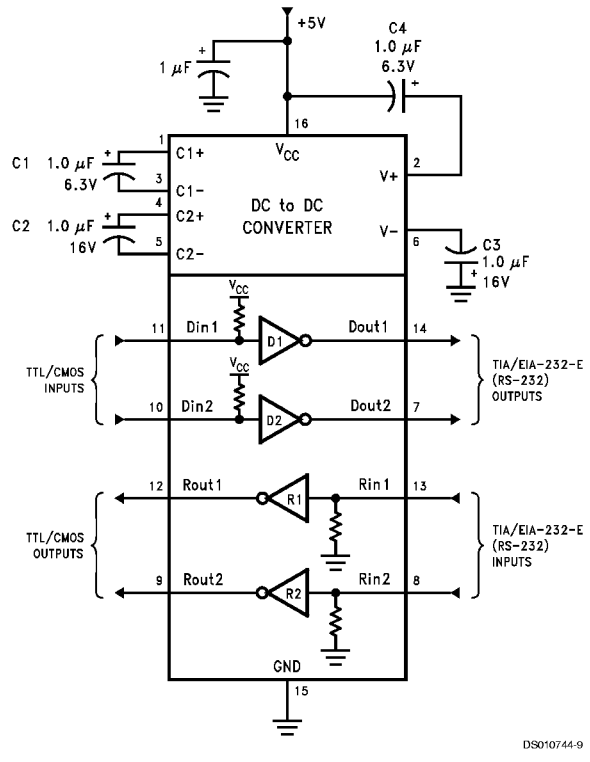 +5V
C4
1.0 μF
6.3V
+
+
1 μF
16
VCC
1
C1+
C1 1.0 μF
6.3V
+
3
C1-
4
C2+
C2 1.0 μF
16V
+
5
C2-
DC to DC
CONVERTER
2
V+
V-
6
C3
1.0 μF
+ 16V
VCC
11 Din1 D1 Dout1 14
VCC
10 Din2 D2 Dout2 7
TTL/CMOS
INPUTS
TIA/EIA-232-E
(RS-232)
OUTPUTS
12 Rout1 R1 Rin1 13
9 Rout2 R2 Rin2 8
TTL/CMOS
OUTPUTS
TIA/EIA-232-E
(RS-232)
INPUTS
GND
15
DS010744-9